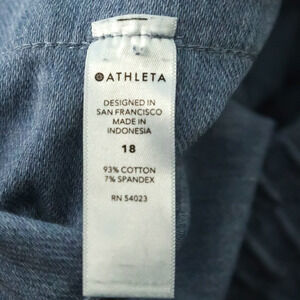 ATHLETA
DESIGNED IN
SAN FRANCISCO
MADE IN
INDONESIA
18
93% COTTON
7% SPANDEX
RN 54023